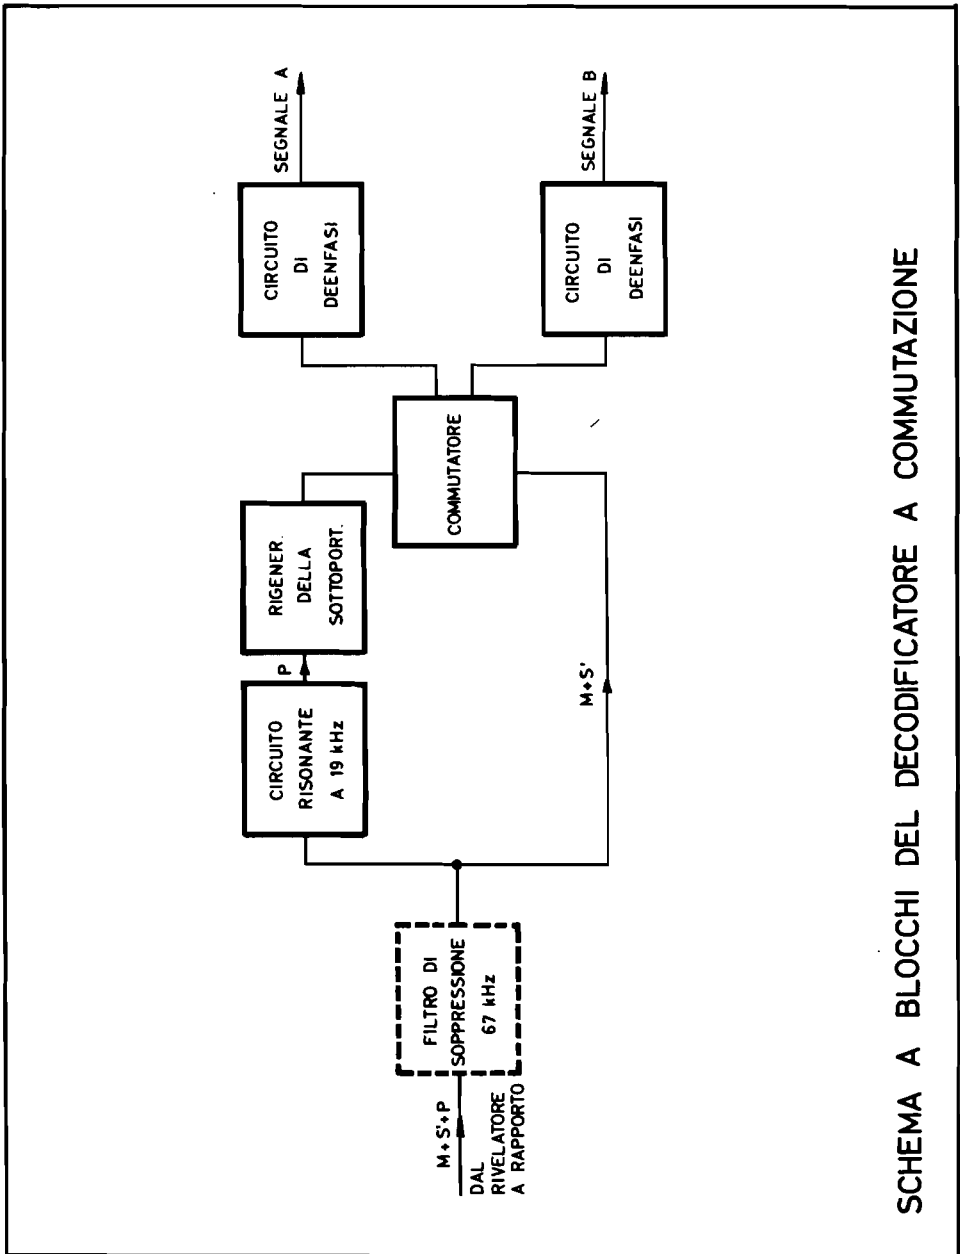 M+S'+P
DAL
RIVELATORE
A RAPPORTO
FILTRO DI
SOPPRESSIONE
67 kHz
CIRCUITO
RISONANTE
A 19 kHz
P
RIGENER.
DELLA
SOTTOPORT.
M+S'
COMMUTATORE
CIRCUITO
DI
DEENFASI
SEGNALE A
CIRCUITO
DI
DEENFASI
SEGNALE B
SCHEMA A BLOCCHI DEL DECODIFICATORE A COMMUTAZIONE